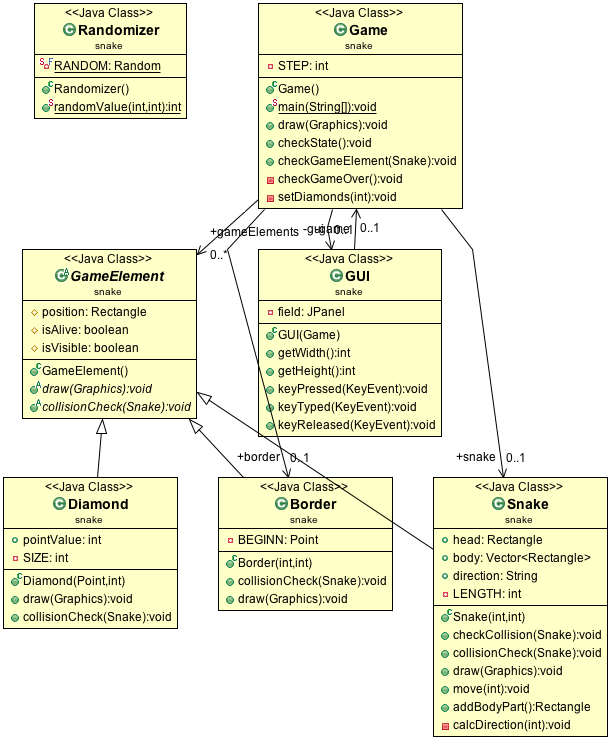 <<Java Class>>
Randomizer
snake
RANDOM: Random
Randomizer()
randomValue(int,int):int
<<Java Class>>
Game
snake
STEP: int
Game()
main(String[]):void
draw(Graphics):void
checkState():void
checkGameElement(Snake):void
checkGameOver():void
setDiamonds(int):void
+gameElements
0..*
-gui
0..1
-game
0..1
<<Java Class>>
GameElement
snake
position: Rectangle
isAlive: boolean
isVisible: boolean
GameElement()
draw(Graphics):void
collisionCheck(Snake):void
<<Java Class>>
GUI
snake
field: JPanel
GUI(Game)
getWidth():int
getHeight():int
keyPressed(KeyEvent):void
keyTyped(KeyEvent):void
keyReleased(KeyEvent):void
+border
0..1
+snake
0..1
<<Java Class>>
Diamond
snake
pointValue: int
SIZE: int
Diamond(Point,int)
draw(Graphics):void
collisionCheck(Snake):void
<<Java Class>>
Border
snake
BEGINN: Point
Border(int,int)
collisionCheck(Snake):void
draw(Graphics):void
<<Java Class>>
Snake
snake
head: Rectangle
body: Vector<Rectangle>
direction: String
LENGTH: int
Snake(int,int)
checkCollision(Snake):void
collisionCheck(Snake):void
draw(Graphics):void
move(int):void
addBodyPart():Rectangle
calcDirection(int):void